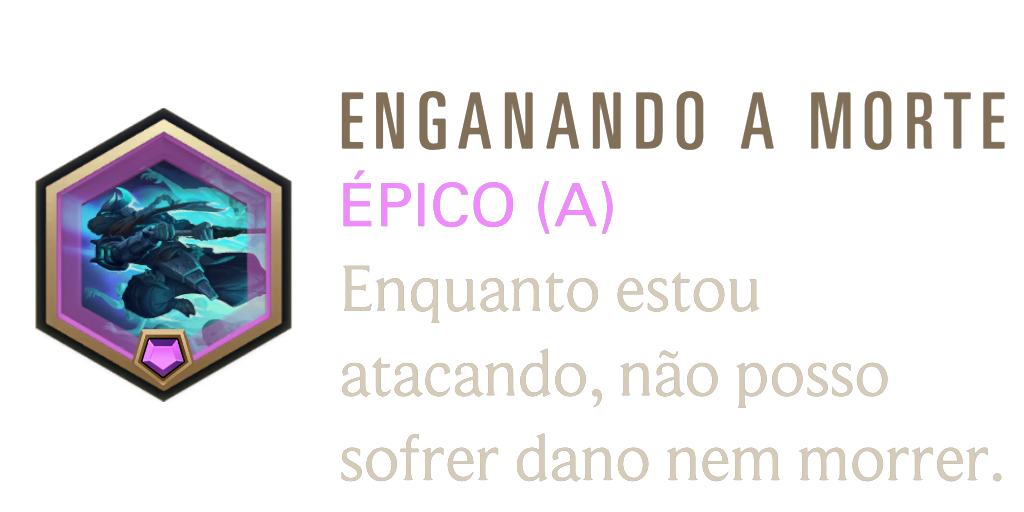 ENGANANDO A MORTE
ÉPICO (A)
Enquanto estou
atacando, não posso
sofrer dano nem morrer.